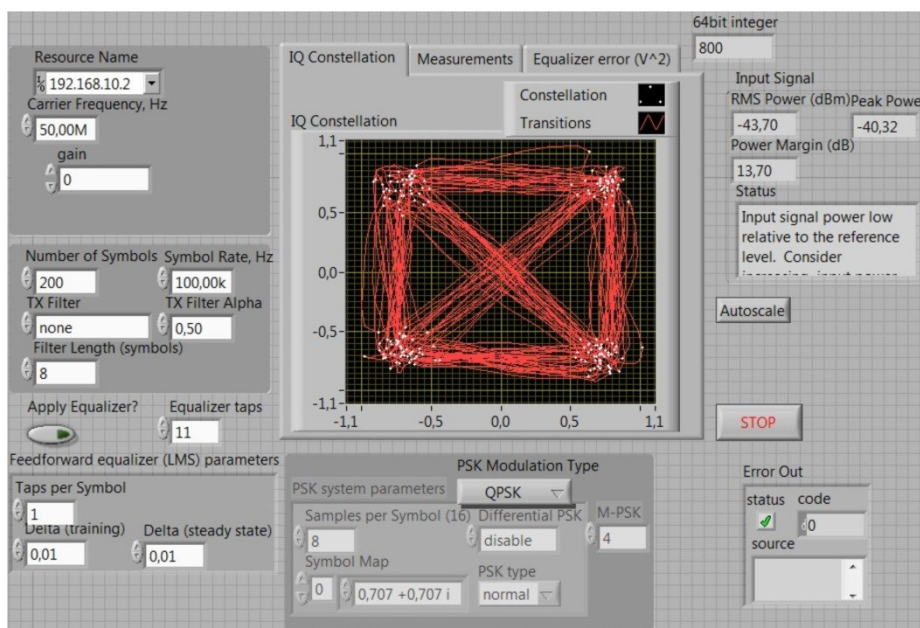 64bit integer
800
Resource Name
192.168.10.2
Carrier Frequency, Hz
50,00M
gain
0
IQ Constellation
Measurements
Equalizer error (V^2)
Constellation
Transitions
IQ Constellation
1,1
0,5
0,0
-0,5
-1,1
-1,1 -0,5 0,0 0,5 1,1
Input Signal
RMS Power (dBm) Peak Powe
-43,70 -40,32
Power Margin (dB)
13,70
Status
Input signal power low
relative to the reference
level. Consider
increasing input power
Autoscale
STOP
Number of Symbols Symbol Rate, Hz
200 100,00k
TX Filter TX Filter Alpha
none 0,50
Filter Length (symbols)
8
Apply Equalizer? Equalizer taps
11
Feedforward equalizer (LMS) parameters
Taps per Symbol
1
Delta (training) Delta (steady state)
0,01 0,01
PSK Modulation Type
PSK system parameters QPSK
Samples per Symbol (16) Differential PSK M-PSK
8 disable 4
Symbol Map PSK type
0 0,707 +0,707 i normal
Error Out
status code
0
source